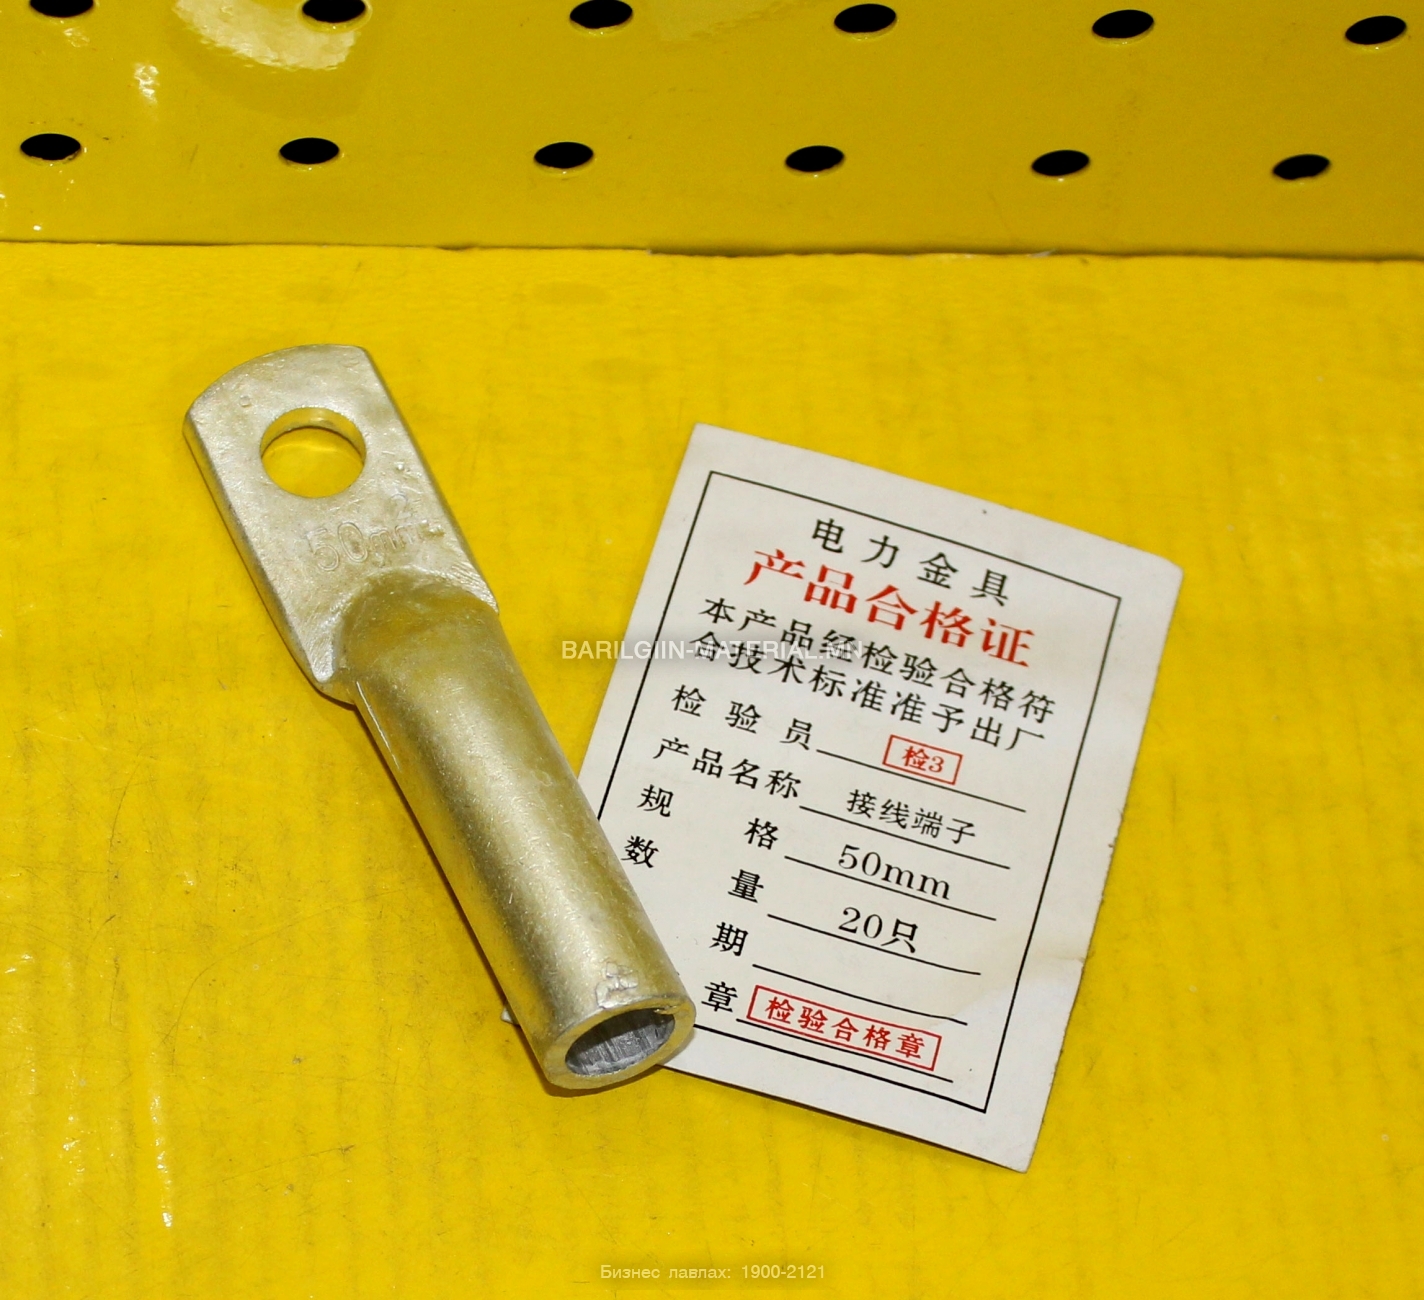 50mm²
电力金具
产品合格证
本产品经检验合格符
合技术标准准予出厂
检验员 检3
产品名称 接线端子
规格 50mm
数量 20只
期
章 检验合格章
BARILGIIN-MATERIAL.MN
Бизнес лавлах: 1900-2121